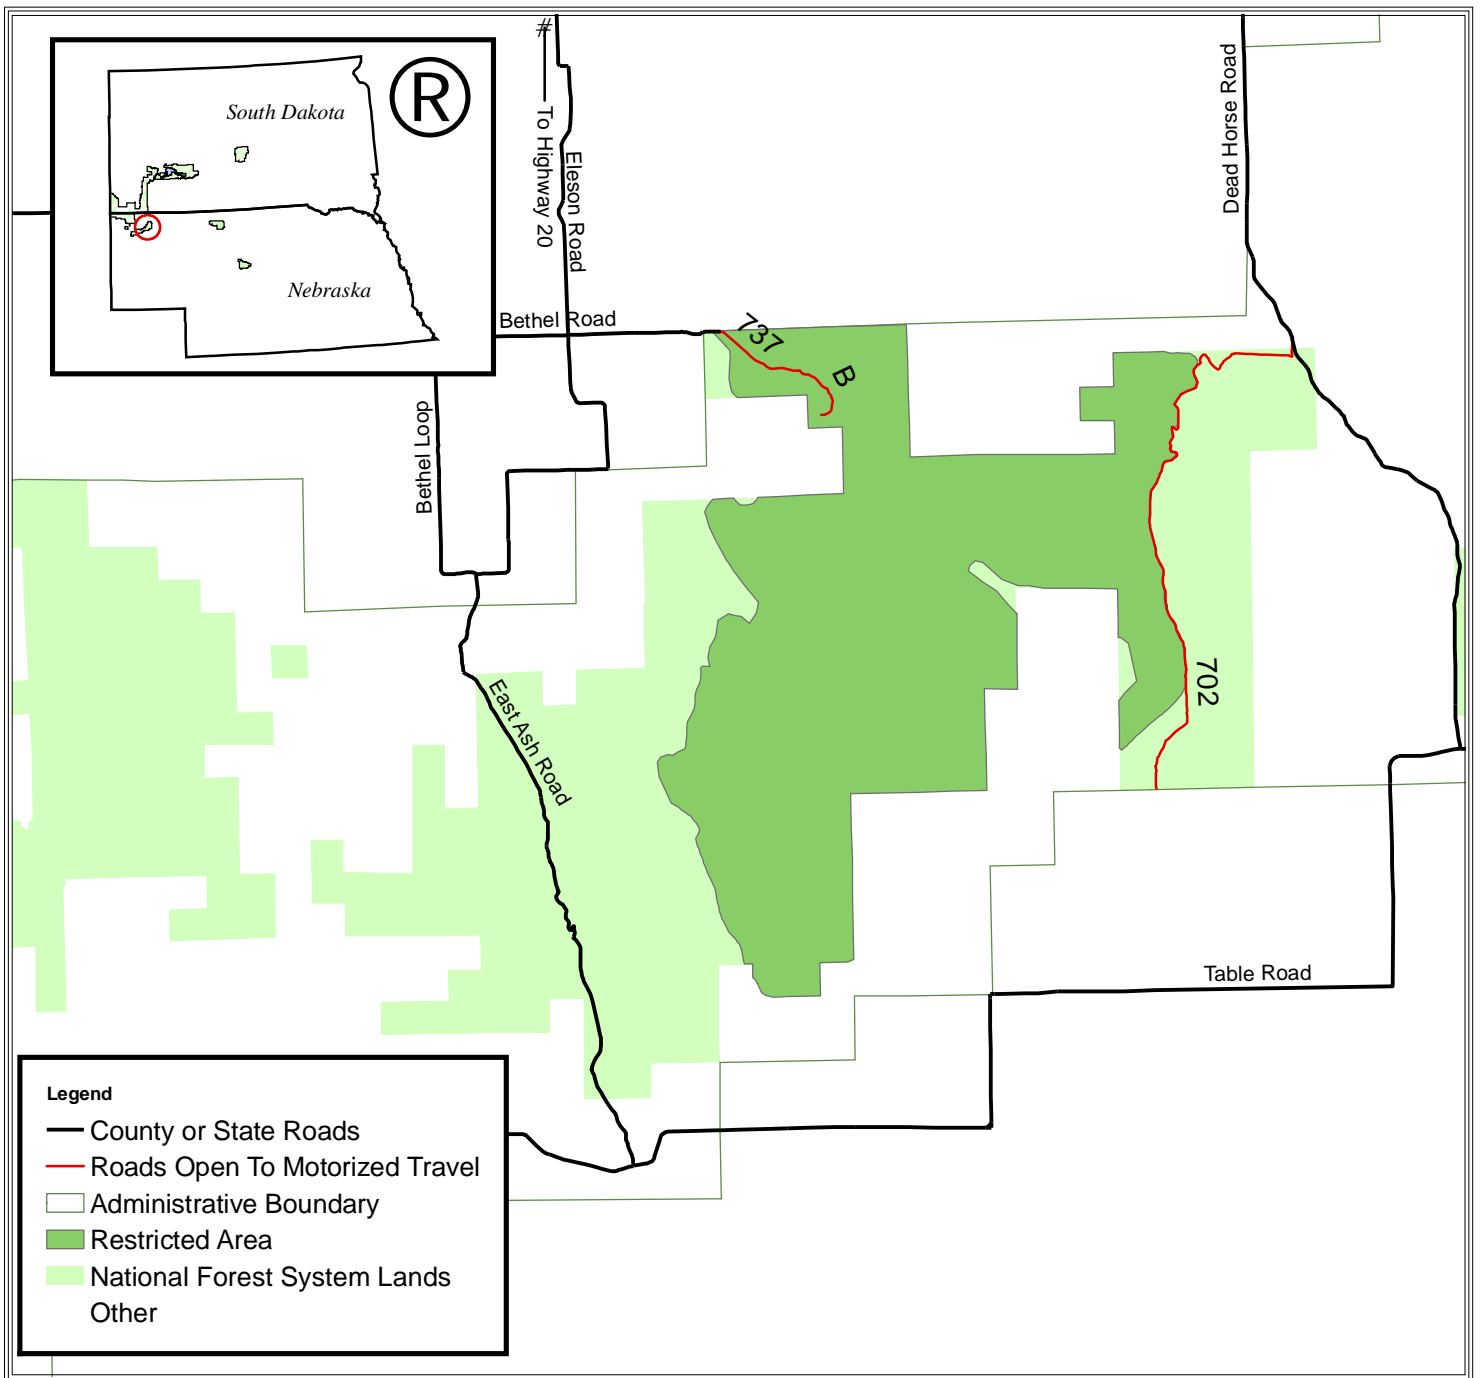 #
To Highway 20
Eleson Road
Dead Horse Road
South Dakota
R
Nebraska
Bethel Road
737
B
Bethel Loop
East Ash Road
702
Table Road
Legend
County or State Roads
Roads Open To Motorized Travel
Administrative Boundary
Restricted Area
National Forest System Lands
Other